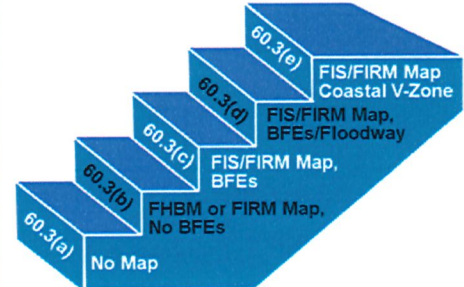 60.3(e)
FIS/FIRM Map
Coastal V-Zone
60.3(d)
FIS/FIRM Map,
BFEs/Floodway
60.3(c)
FIS/FIRM Map,
BFEs
60.3(b)
FHBM or FIRM Map,
No BFEs
60.3(a)
No Map